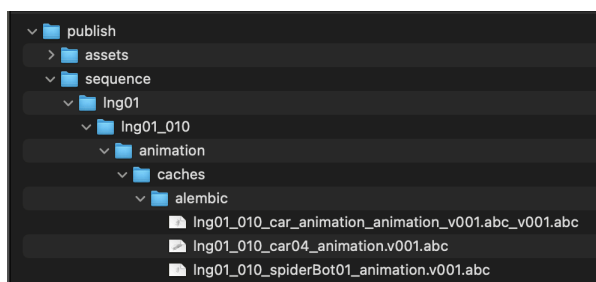 publish
assets
sequence
lng01
lng01_010
animation
caches
alembic
lng01_010_car_animation_animation_v001.abc_v001.abc
lng01_010_car04_animation.v001.abc
lng01_010_spiderBot01_animation.v001.abc